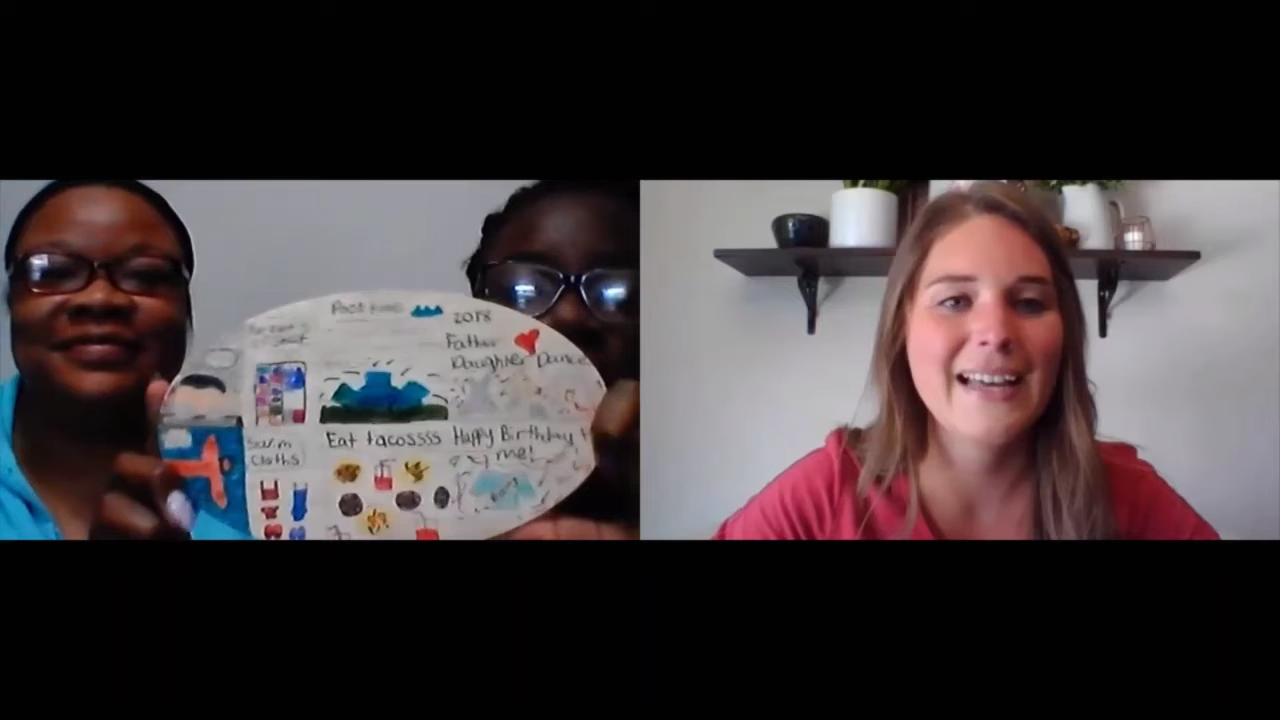 2018
Father
Daughter Dance
Eat tacossss
Happy Birthday t
me!
Swim
Cloths